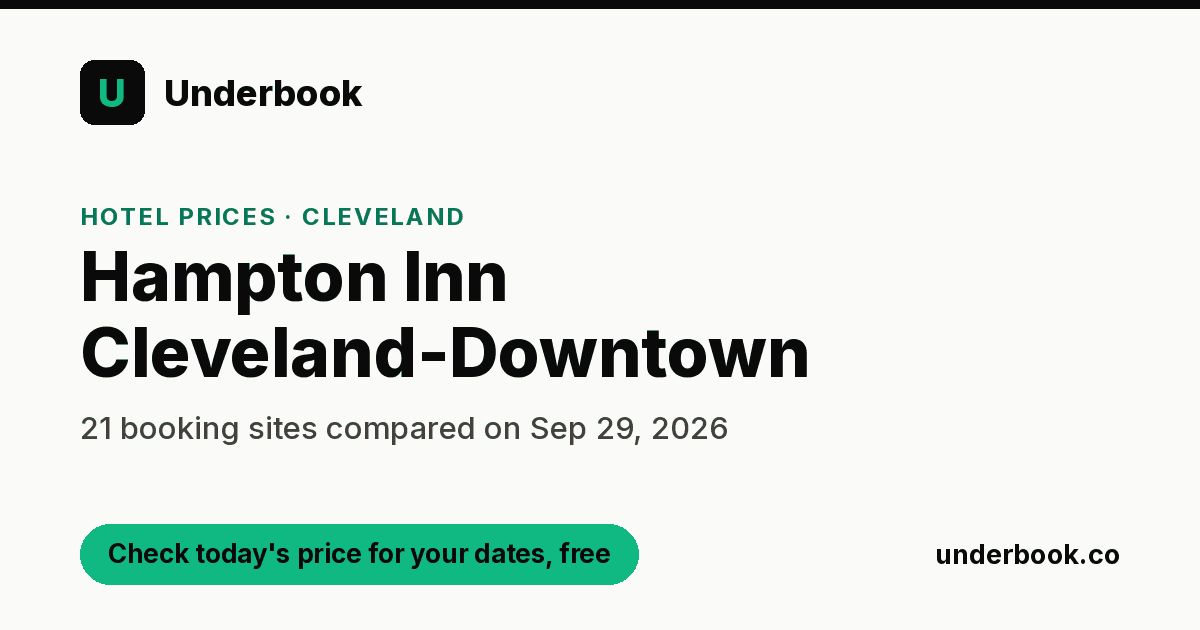 U Underbook
HOTEL PRICES · CLEVELAND
Hampton Inn
Cleveland-Downtown
21 booking sites compared on Sep 29, 2026
Check today's price for your dates, free
underbook.co